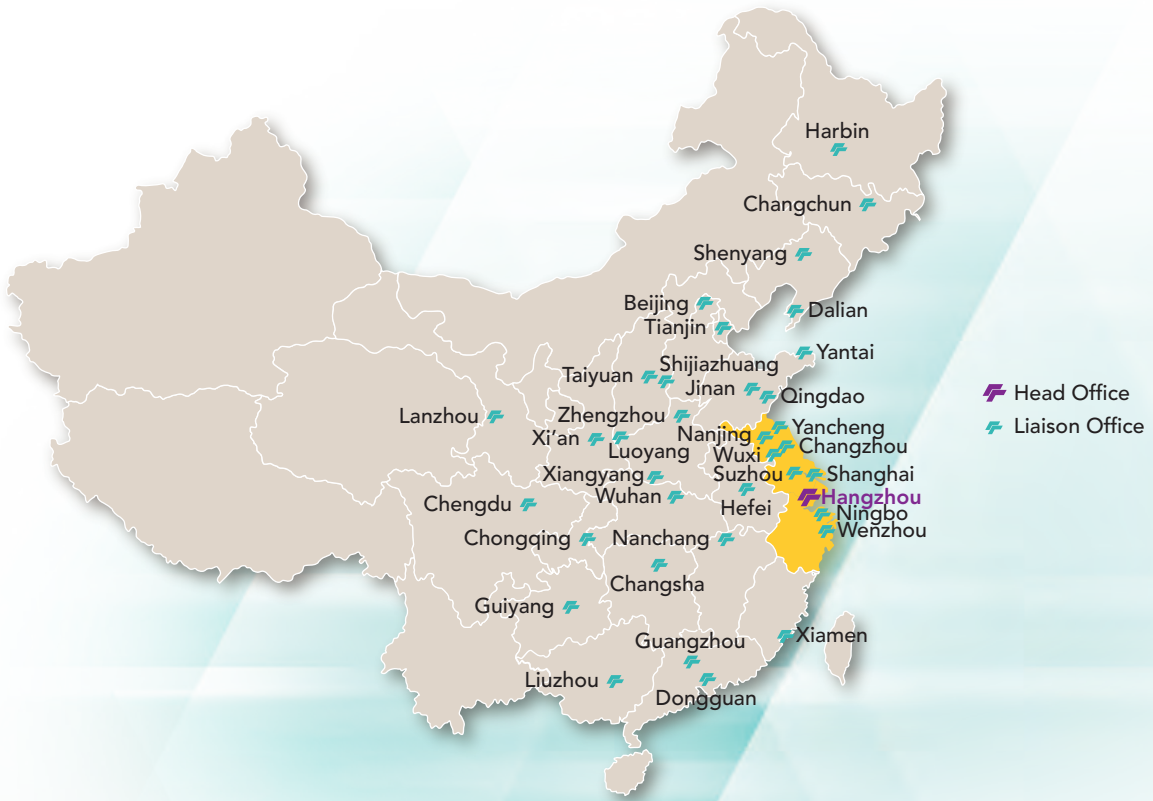 Harbin
Changchun
Shenyang
Beijing
Dalian
Tianjin
Yantai
Shijiazhuang
Taiyuan
Jinan
Qingdao
Head Office
Lanzhou
Zhengzhou
Yancheng
Liaison Office
Xi'an
Luoyang
Nanjing
Changzhou
Wuxi
Xiangyang
Suzhou
Shanghai
Wuhan
Hangzhou
Chengdu
Hefei
Ningbo
Wenzhou
Chongqing
Nanchang
Changsha
Guiyang
Xiamen
Guangzhou
Liuzhou
Dongguan